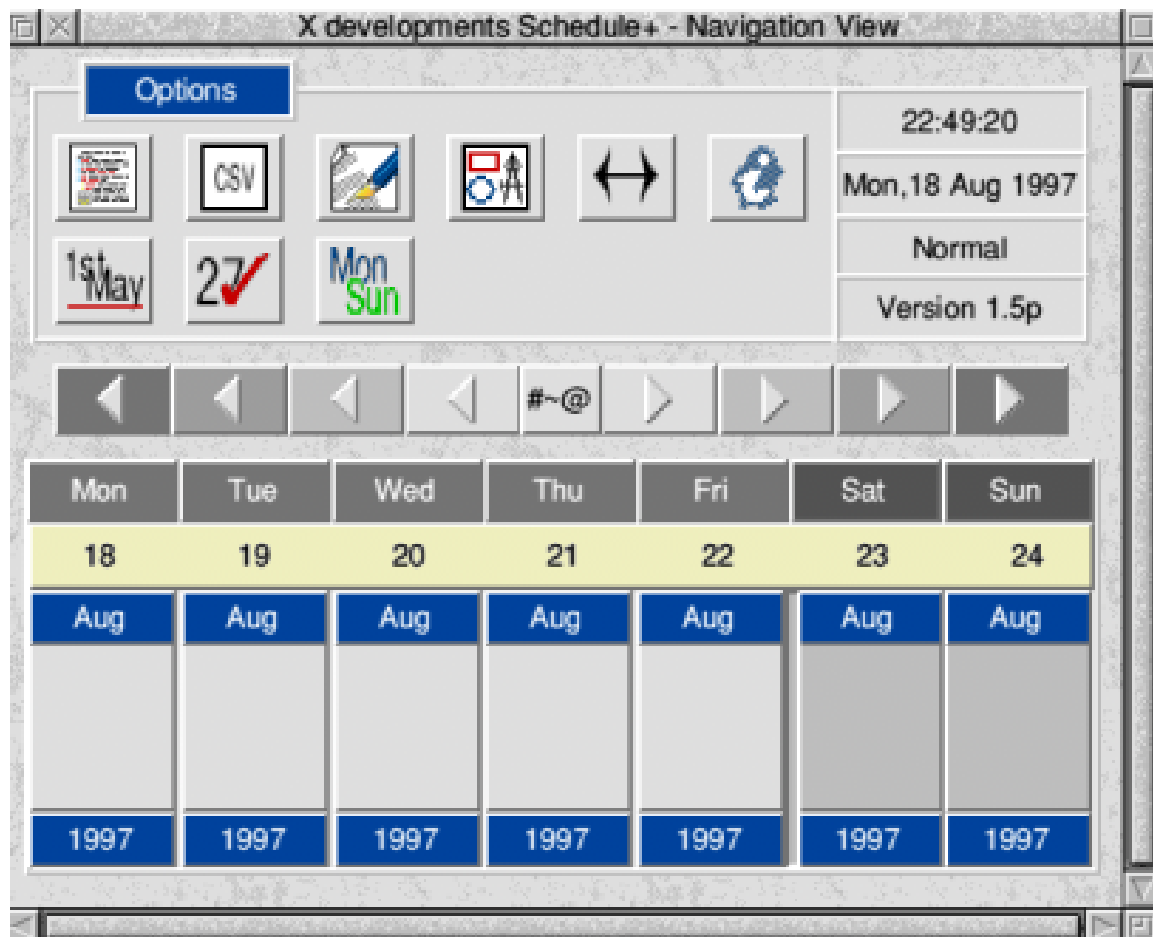 X developments Schedule+ - Navigation View
Options
22:49:20
CSV
Mon,18 Aug 1997
1st May
27
Mon Sun
Normal
Version 1.5p
#~@
Mon Tue Wed Thu Fri Sat Sun
18 19 20 21 22 23 24
Aug Aug Aug Aug Aug Aug Aug
1997 1997 1997 1997 1997 1997 1997